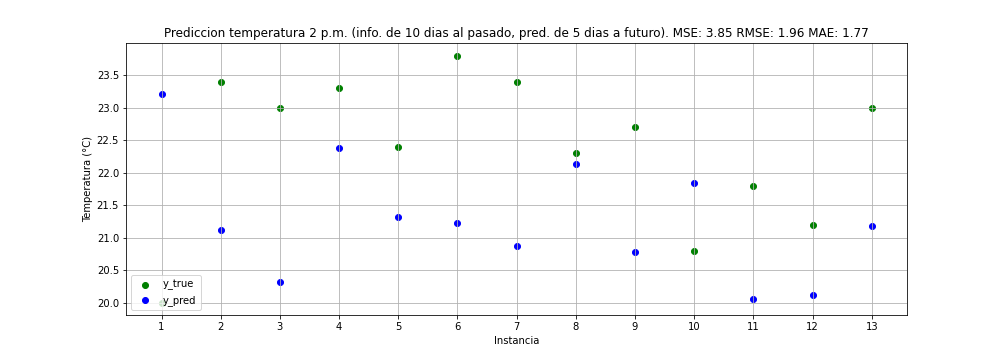 Prediccion temperatura 2 p.m. (info. de 10 dias al pasado, pred. de 5 dias a futuro). MSE: 3.85 RMSE: 1.96 MAE: 1.77
Temperatura (°C)
23.5
23.0
22.5
22.0
21.5
21.0
20.5
20.0
y_true
y_pred
1 2 3 4 5 6 7 8 9 10 11 12 13
Instancia